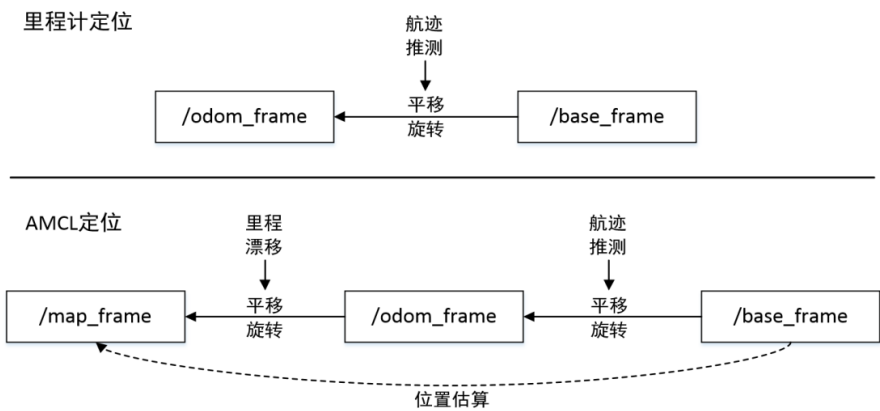 里程计定位
航迹
推测
/odom_frame
平移
旋转
/base_frame
AMCL定位
里程
漂移
航迹
推测
/map_frame
平移
旋转
/odom_frame
平移
旋转
/base_frame
位置估算